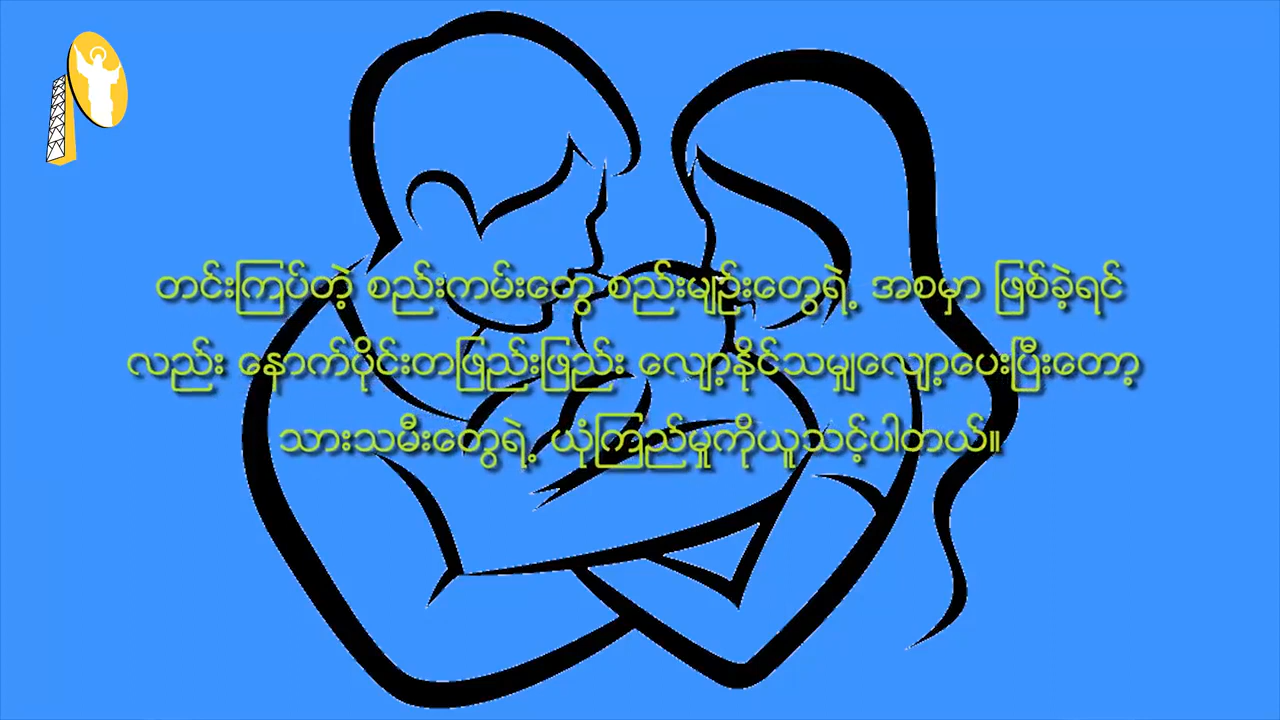 တင်းကြပ်တဲ့ စည်းကမ်းတွေ စည်းမျဉ်းတွေရဲ့ အစမှာ ဖြစ်ခဲ့ရင်
လည်း နောက်ပိုင်းတဖြည်းဖြည်း လျော့နိုင်သမျှလျော့ပေးပြီးတော့
သားသမီးတွေရဲ့ ယုံကြည်မှုကိုယူသင့်ပါတယ်။